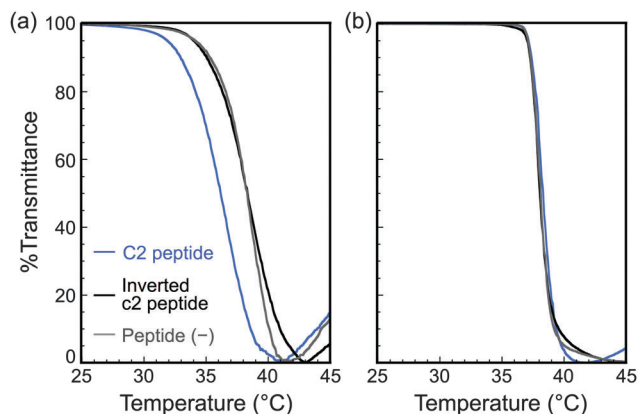 (a)
(b)
100
80
60
40
20
0
%Transmittance
C2 peptide
Inverted
c2 peptide
Peptide (−)
25 30 35 40 45
25 30 35 40 45
Temperature (°C)
Temperature (°C)